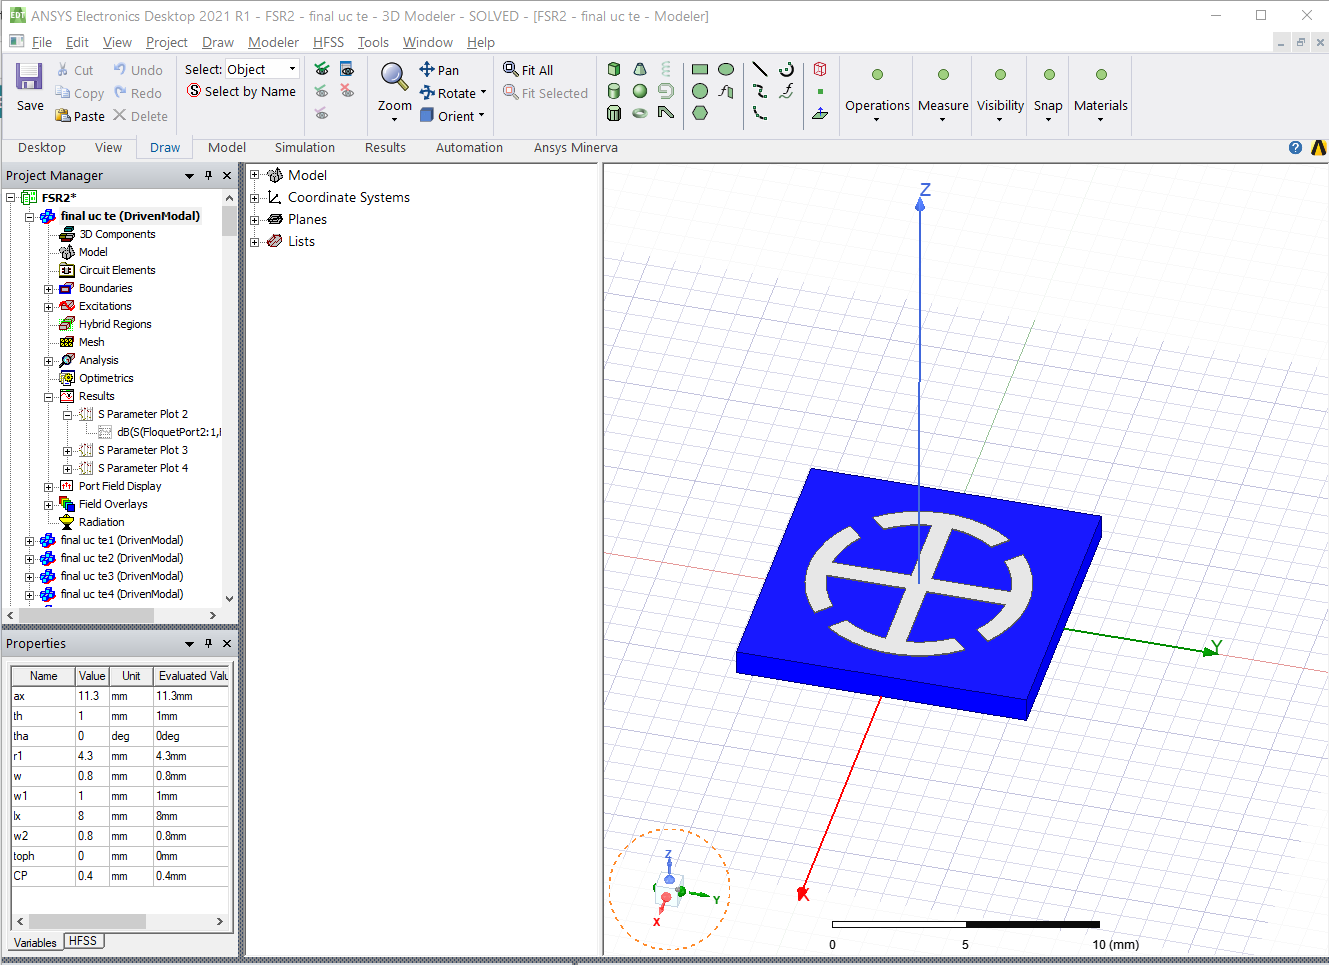 ANSYS Electronics Desktop 2021 R1 - FSR2 - final uc te - 3D Modeler - SOLVED - [FSR2 - final uc te - Modeler]
File Edit View Project Draw Modeler HFSS Tools Window Help
Save
Cut
Copy
Paste
Undo
Redo
Delete
Select: Object
Select by Name
Zoom
Pan
Rotate
Orient
Fit All
Fit Selected
Operations
Measure
Visibility
Snap
Materials
Desktop View Draw Model Simulation Results Automation Ansys Minerva
Project Manager
FSR2*
final uc te (DrivenModal)
3D Components
Model
Circuit Elements
Boundaries
Excitations
Hybrid Regions
Mesh
Analysis
Optimetrics
Results
S Parameter Plot 2
dB(S(FloquetPort2:1,
S Parameter Plot 3
S Parameter Plot 4
Port Field Display
Field Overlays
Radiation
final uc te1 (DrivenModal)
final uc te2 (DrivenModal)
final uc te3 (DrivenModal)
final uc te4 (DrivenModal)
Model
Coordinate Systems
Planes
Lists
Properties
Name Value Unit Evaluated Valu
ax 11.3 mm 11.3mm
th 1 mm 1mm
tha 0 deg 0deg
r1 4.3 mm 4.3mm
w 0.8 mm 0.8mm
w1 1 mm 1mm
lx 8 mm 8mm
w2 0.8 mm 0.8mm
toph 0 mm 0mm
CP 0.4 mm 0.4mm
Variables HFSS
Z
Y
X
Z
Y
X
0 5 10 (mm)